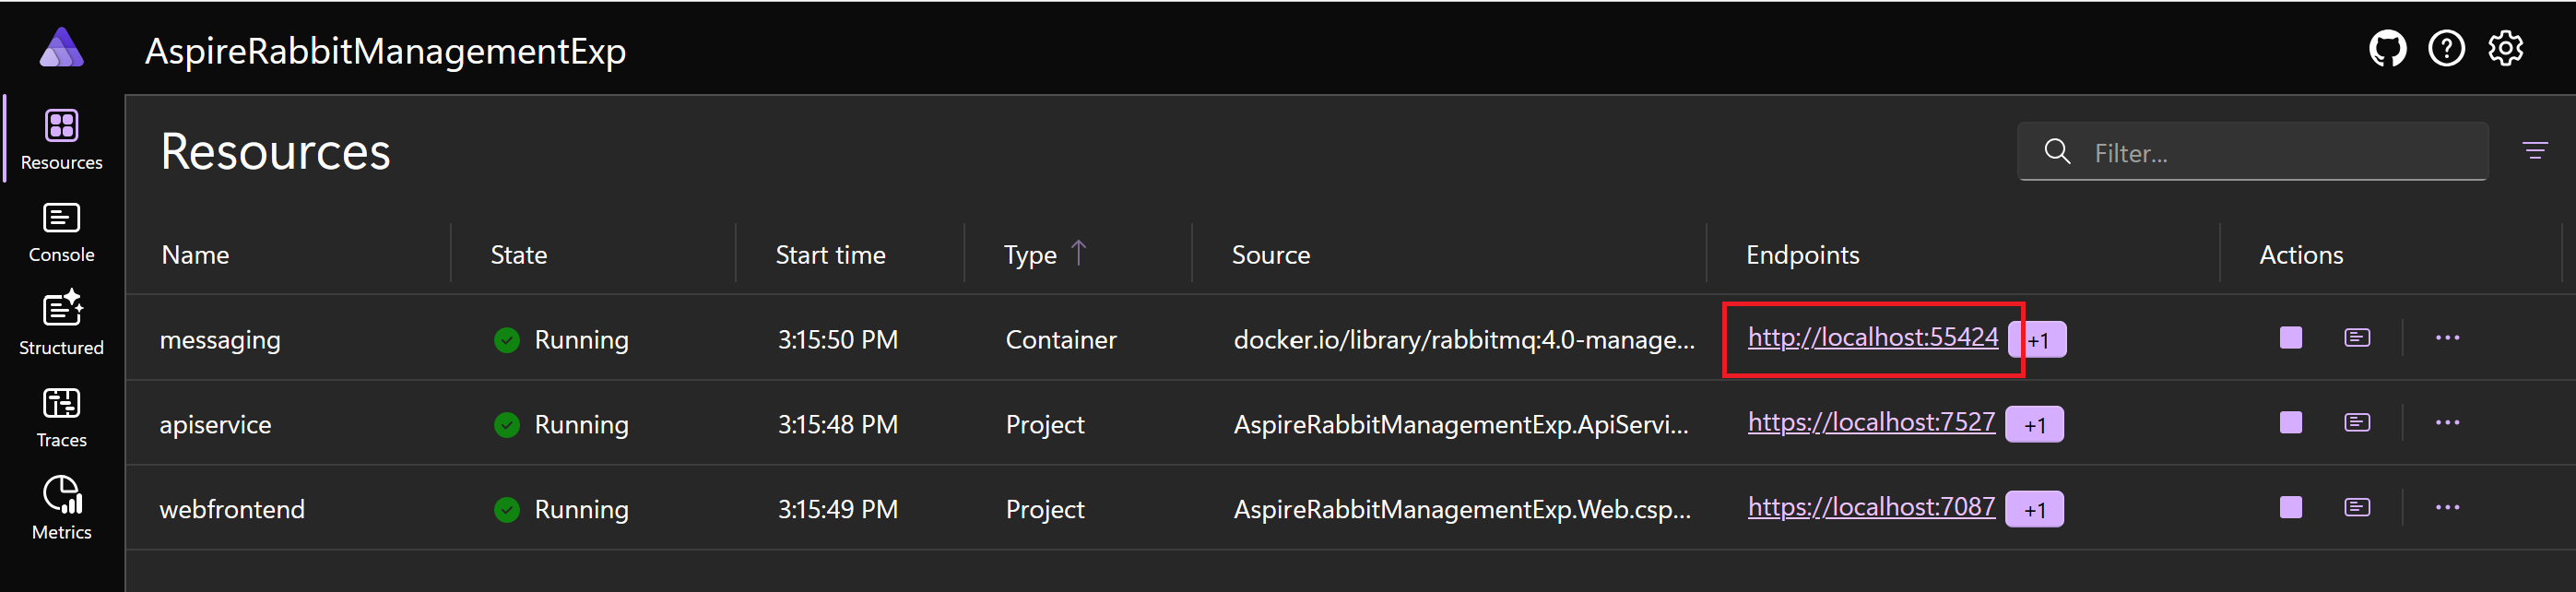 AspireRabbitManagementExp
Resources
Filter...
Resources
Console
Structured
Traces
Metrics
Name State Start time Type Source Endpoints Actions
messaging Running 3:15:50 PM Container docker.io/library/rabbitmq:4.0-manage... http://localhost:55424 +1
apiservice Running 3:15:48 PM Project AspireRabbitManagementExp.ApiServi... https://localhost:7527 +1
webfrontend Running 3:15:49 PM Project AspireRabbitManagementExp.Web.csp... https://localhost:7087 +1